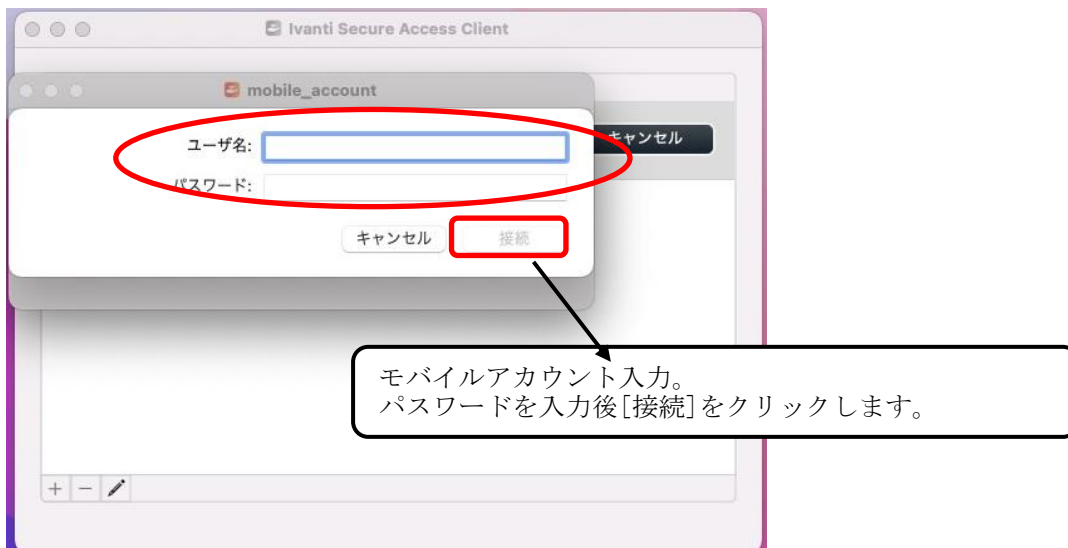 Ivanti Secure Access Client
mobile_account
ユーザ名:
キャンセル
パスワード:
キャンセル
接続
モバイルアカウント入力。
パスワードを入力後[接続]をクリックします。